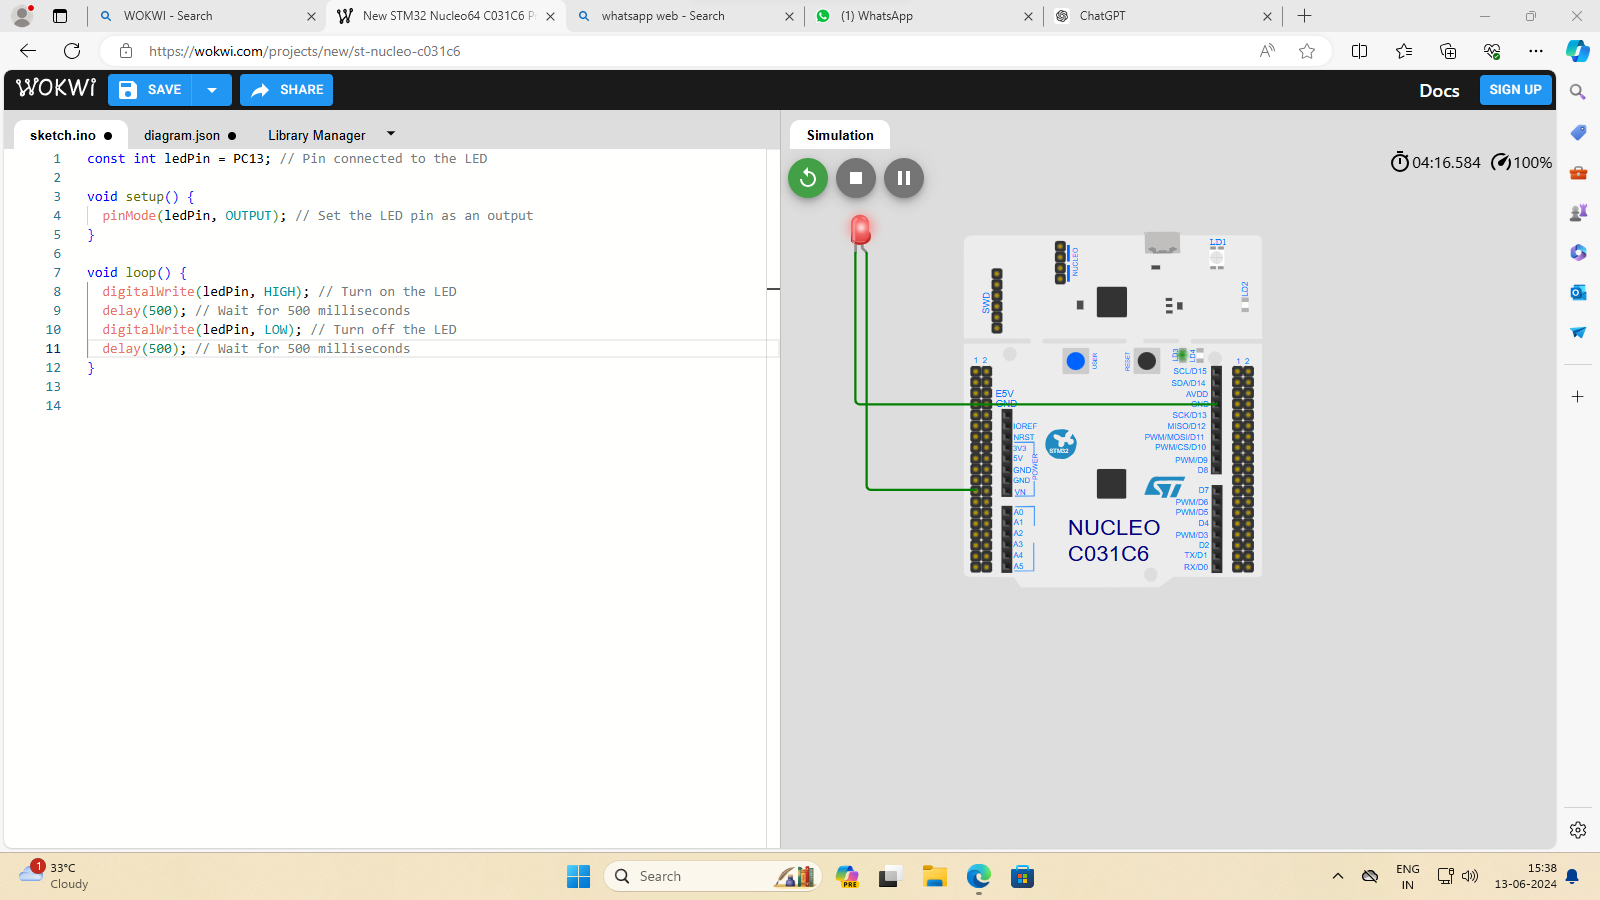 WOKWI - Search
New STM32 Nucleo64 C031C6 Pr
whatsapp web - Search
(1) WhatsApp
ChatGPT
https://wokwi.com/projects/new/st-nucleo-c031c6
WOKWi
SAVE
SHARE
Docs
SIGN UP
sketch.ino ●
diagram.json ●
Library Manager
1 const int ledPin = PC13; // Pin connected to the LED
2
3 void setup() {
4 pinMode(ledPin, OUTPUT); // Set the LED pin as an output
5 }
6
7 void loop() {
8 digitalWrite(ledPin, HIGH); // Turn on the LED
9 delay(500); // Wait for 500 milliseconds
10 digitalWrite(ledPin, LOW); // Turn off the LED
11 delay(500); // Wait for 500 milliseconds
12 }
13
14
Simulation
04:16.584
100%
NUCLEO
LD1
SWD
LD2
USER
RESET
LD3
LD4
1 2
1 2
E5V
GND
IOREF
NRST
3V3
5V
GND
GND
VN
POWER
A0
A1
A2
A3
A4
A5
SCL/D15
SDA/D14
AVDD
GND
SCK/D13
MISO/D12
PWM/MOSI/D11
PWM/CS/D10
PWM/D9
D8
D7
PWM/D6
PWM/D5
D4
PWM/D3
D2
TX/D1
RX/D0
STM32
ST
NUCLEO
C031C6
1
33°C
Cloudy
Search
PRE
ENG
IN
15:38
13-06-2024